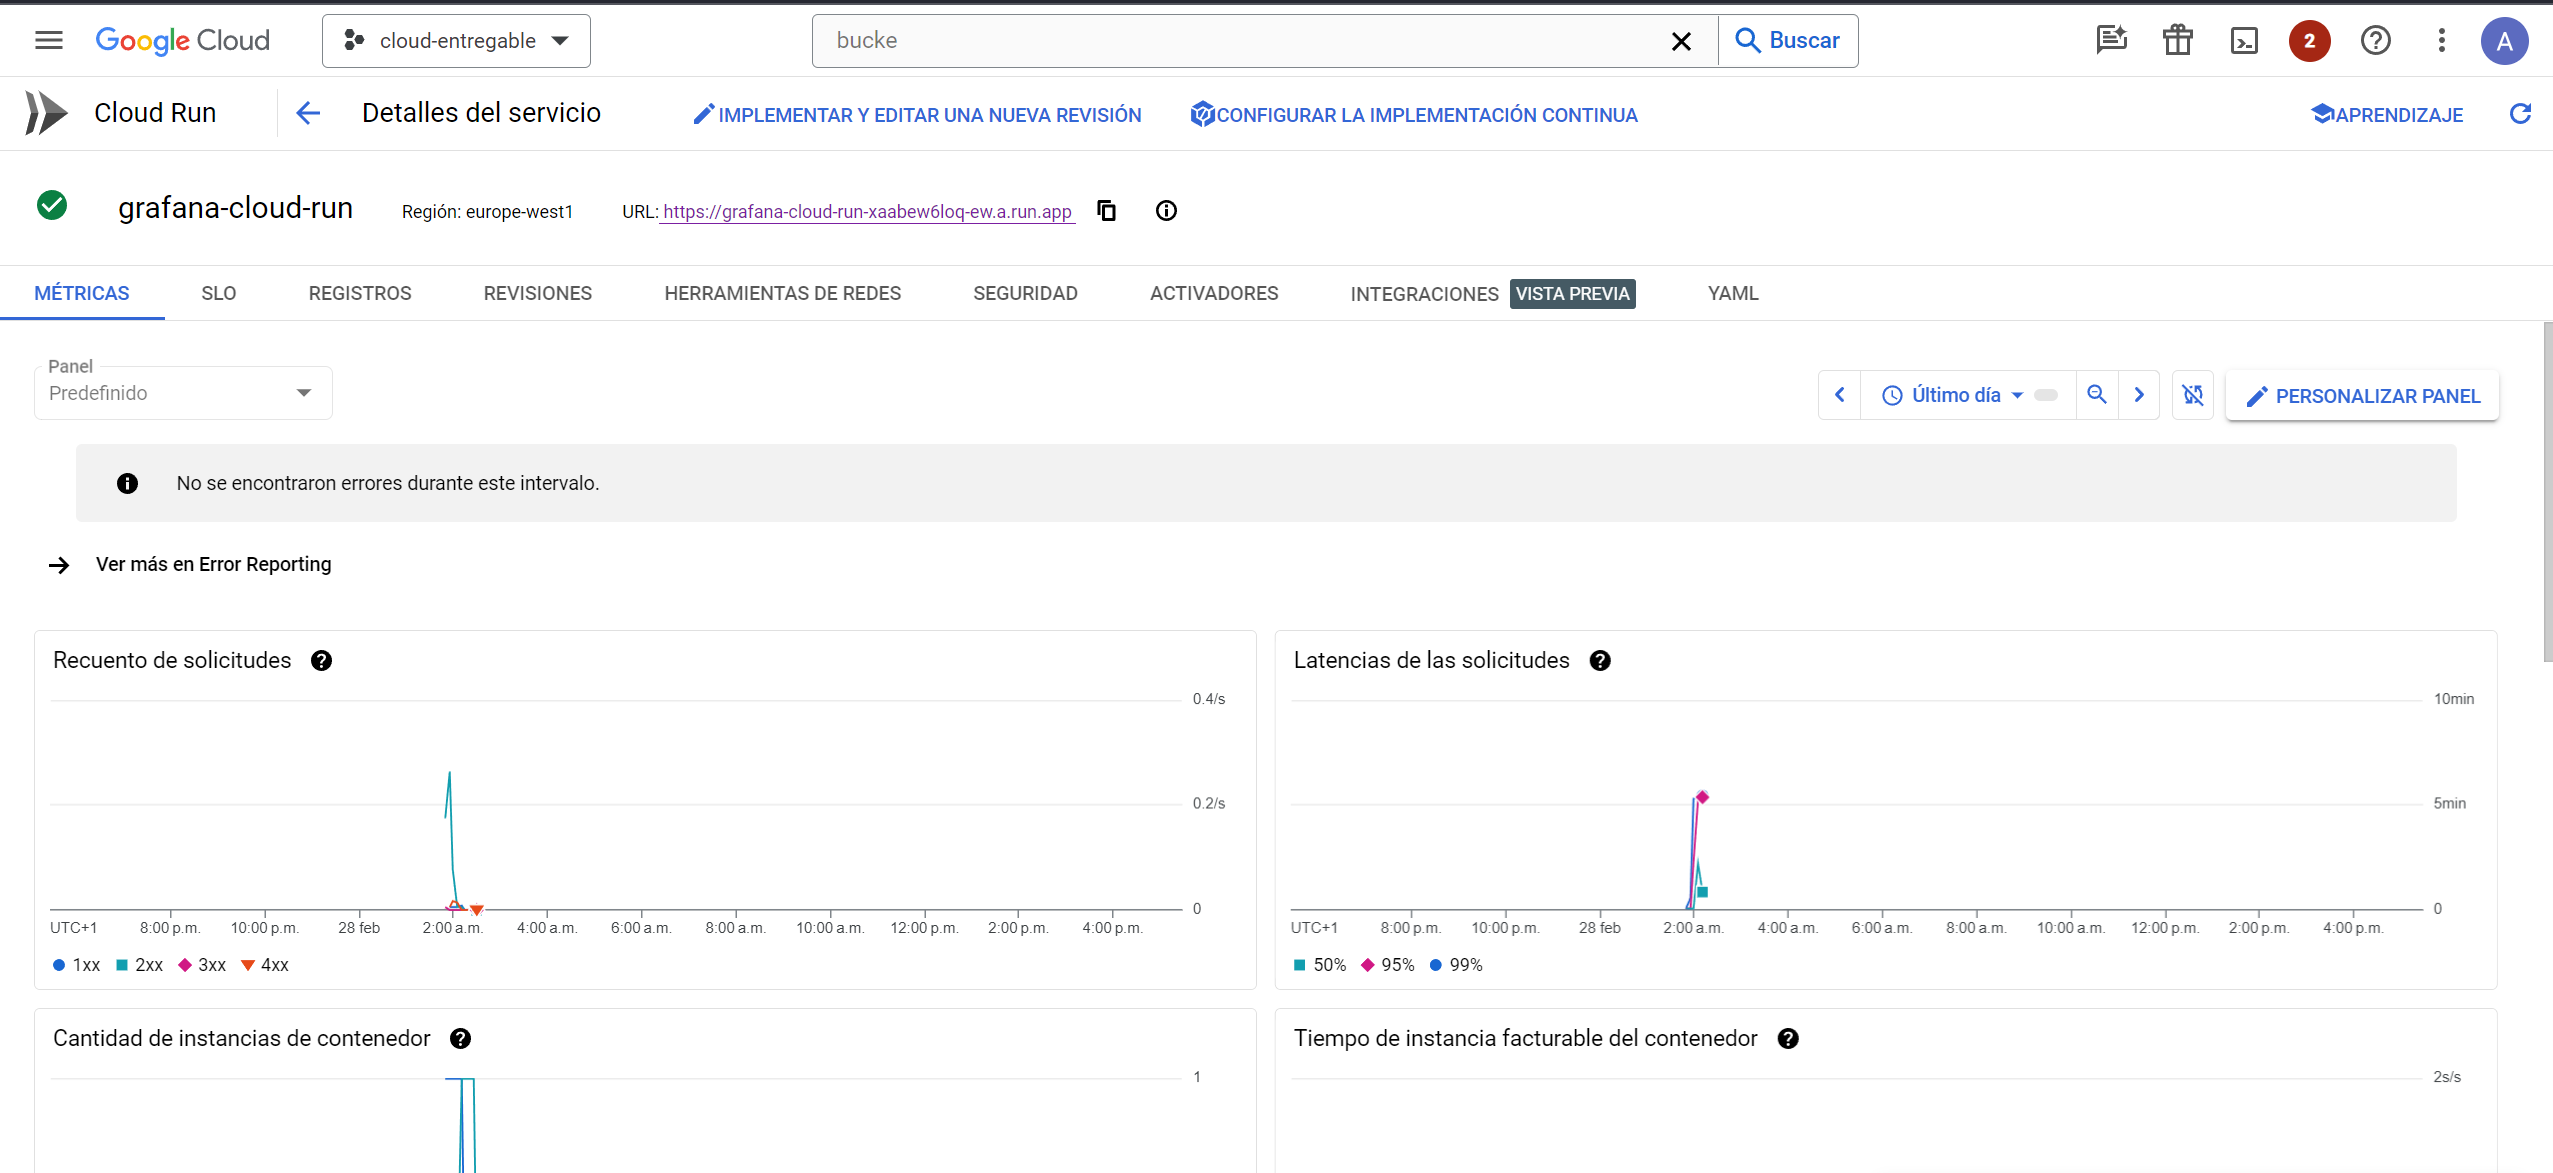 Google Cloud
cloud-entregable
bucke
Buscar
2
A
Cloud Run
Detalles del servicio
IMPLEMENTAR Y EDITAR UNA NUEVA REVISIÓN
CONFIGURAR LA IMPLEMENTACIÓN CONTINUA
APRENDIZAJE
grafana-cloud-run
Región: europe-west1
URL: https://grafana-cloud-run-xaabew6loq-ew.a.run.app
MÉTRICAS
SLO
REGISTROS
REVISIONES
HERRAMIENTAS DE REDES
SEGURIDAD
ACTIVADORES
INTEGRACIONES VISTA PREVIA
YAML
Panel
Predefinido
Último día
PERSONALIZAR PANEL
No se encontraron errores durante este intervalo.
Ver más en Error Reporting
Recuento de solicitudes
0.4/s
0.2/s
0
UTC+1 8:00 p.m. 10:00 p.m. 28 feb 2:00 a.m. 4:00 a.m. 6:00 a.m. 8:00 a.m. 10:00 a.m. 12:00 p.m. 2:00 p.m. 4:00 p.m.
1xx 2xx 3xx 4xx
Latencias de las solicitudes
10min
5min
0
UTC+1 8:00 p.m. 10:00 p.m. 28 feb 2:00 a.m. 4:00 a.m. 6:00 a.m. 8:00 a.m. 10:00 a.m. 12:00 p.m. 2:00 p.m. 4:00 p.m.
50% 95% 99%
Cantidad de instancias de contenedor
1
Tiempo de instancia facturable del contenedor
2s/s